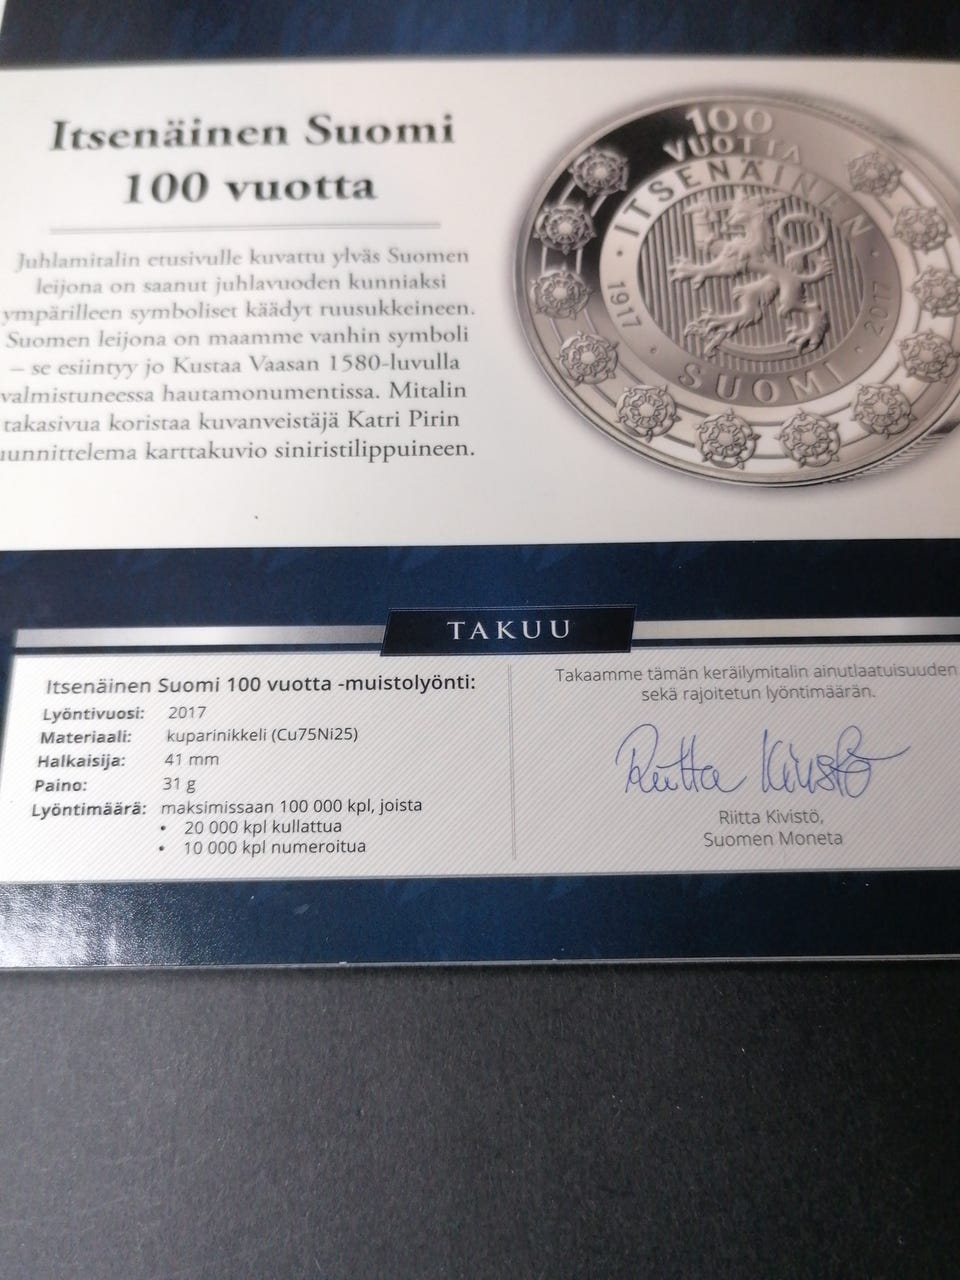 Itsenäinen Suomi
100 vuotta
Juhlamitalin etusivulle kuvattu ylväs Suomen
leijona on saanut juhlavuoden kunniaksi
ympärilleen symboliset käädyt ruusukkeineen.
Suomen leijona on maamme vanhin symboli
– se esiintyy jo Kustaa Vaasan 1580-luvulla
valmistuneessa hautamonumentissa. Mitalin
takasivua koristaa kuvanveistäjä Katri Pirin
uunnittelema karttakuvio siniristilippuineen.
100
VUOTTA
· ITSENÄINEN ·
1917 · SUOMI · 2017
TAKUU
Itsenäinen Suomi 100 vuotta -muistolyönti:
Lyöntivuosi: 2017
Materiaali: kuparinikkeli (Cu75Ni25)
Halkaisija: 41 mm
Paino: 31 g
Lyöntimäärä: maksimissaan 100 000 kpl, joista
• 20 000 kpl kullattua
• 10 000 kpl numeroitua
Takaamme tämän keräilymitalin ainutlaatuisuuden
sekä rajoitetun lyöntimäärän.
Riitta Kivistö
Riitta Kivistö,
Suomen Moneta